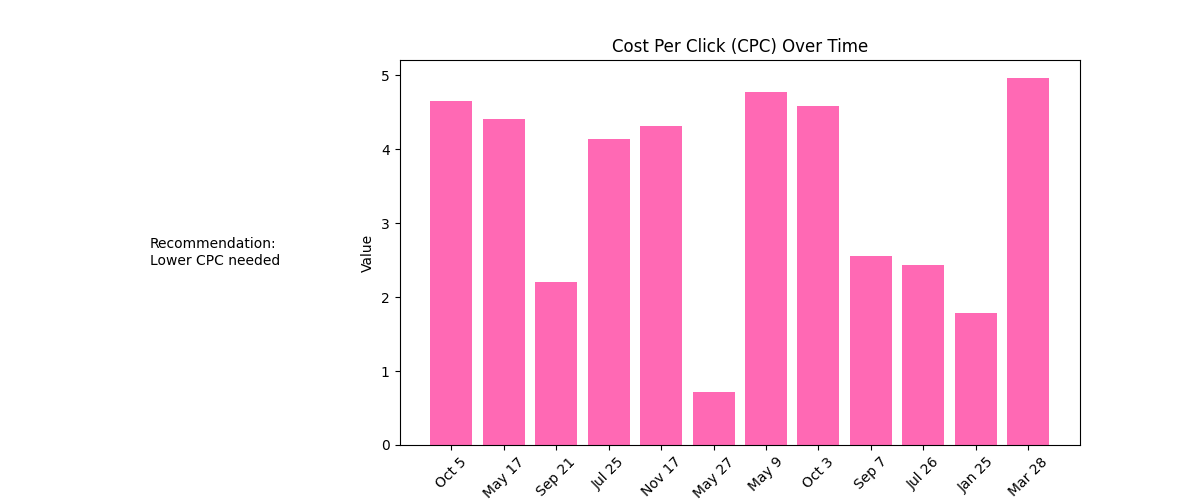 Cost Per Click (CPC) Over Time
Recommendation:
Lower CPC needed
Value
5
4
3
2
1
0
Oct 5
May 17
Sep 21
Jul 25
Nov 17
May 27
May 9
Oct 3
Sep 7
Jul 26
Jan 25
Mar 28